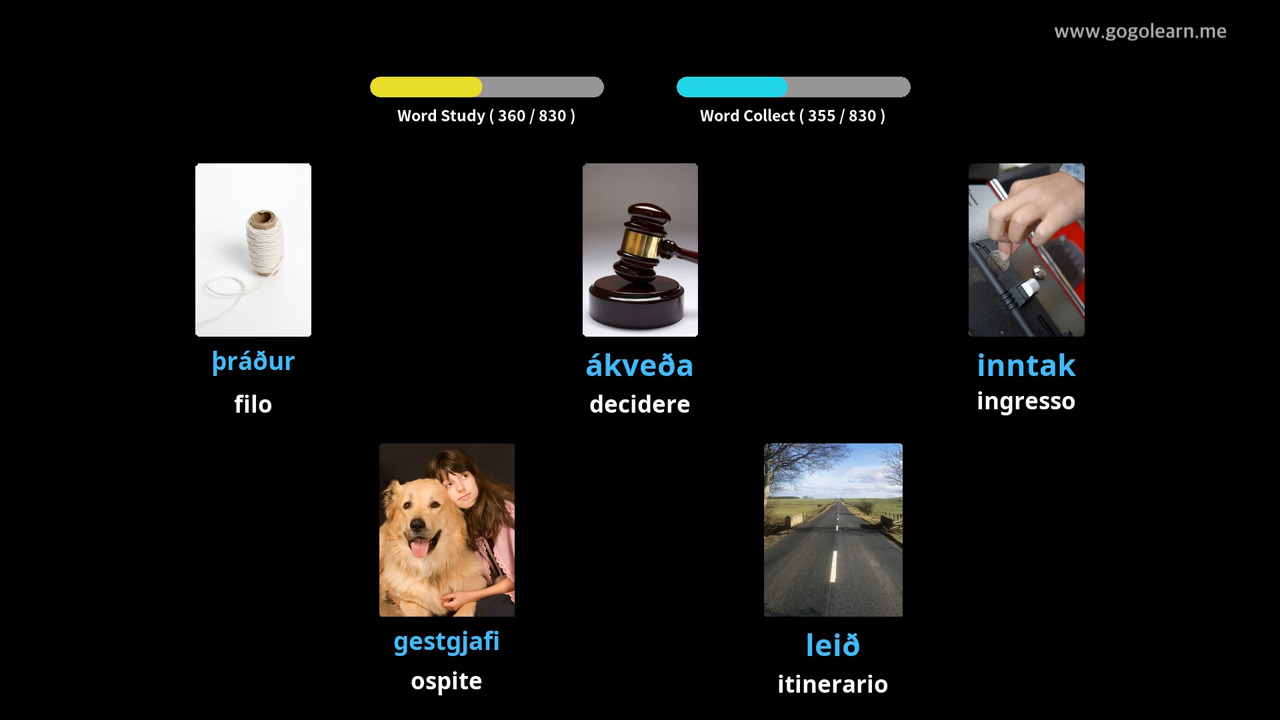 www.gogolearn.me
Word Study ( 360 / 830 )
Word Collect ( 355 / 830 )
þráður
filo
ákveða
decidere
inntak
ingresso
gestgjafi
ospite
leið
itinerario